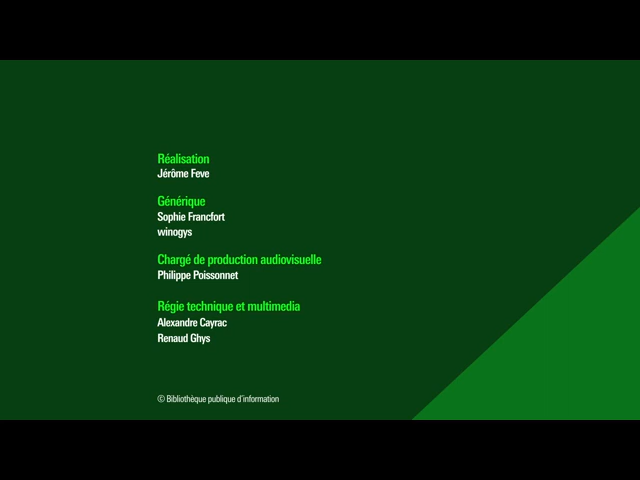 Réalisation
Jérôme Feve
Générique
Sophie Francfort
winogys
Chargé de production audiovisuelle
Philippe Poissonnet
Régie technique et multimedia
Alexandre Cayrac
Renaud Ghys
© Bibliothèque publique d'information